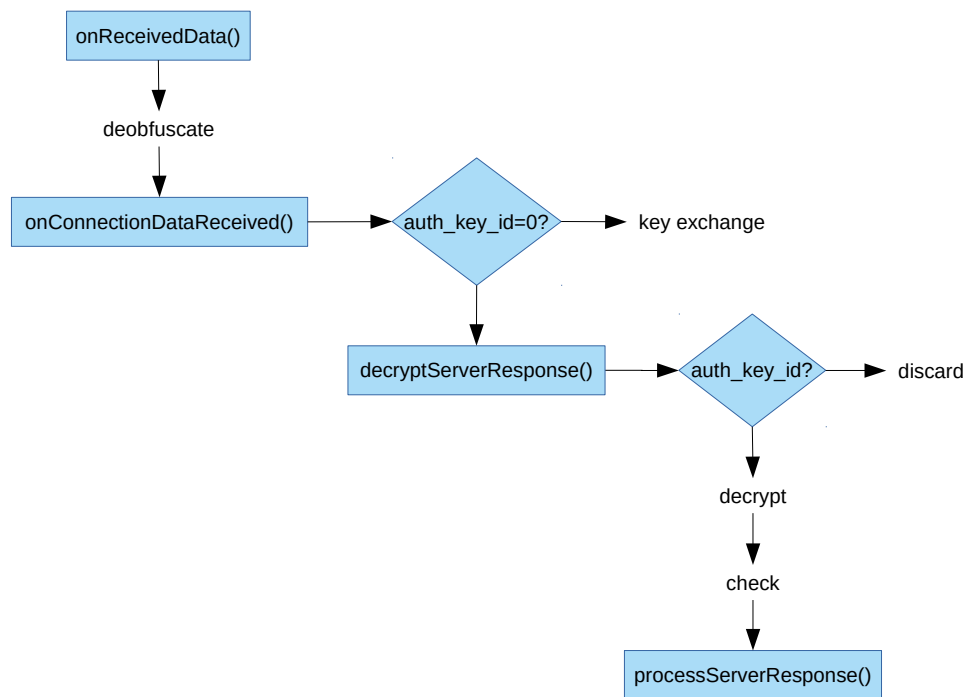 onReceivedData()
deobfuscate
onConnectionDataReceived()
auth_key_id=0?
key exchange
decryptServerResponse()
auth_key_id?
discard
decrypt
check
processServerResponse()